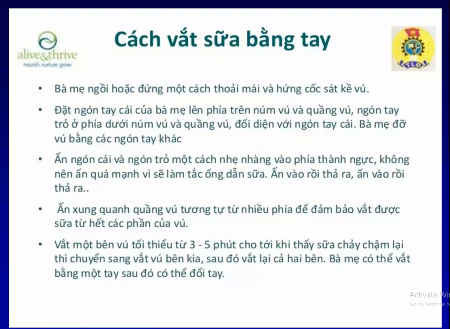 Cách vắt sữa bằng tay
alive&thrive
nourish. nurture. grow.
• Bà mẹ ngồi hoặc đứng một cách thoải mái và hứng cốc sát kề vú.
• Đặt ngón tay cái của bà mẹ lên phía trên núm vú và quầng vú, ngón tay
trỏ ở phía dưới núm vú và quầng vú, đối diện với ngón tay cái. Bà mẹ đỡ
vú bằng các ngón tay khác
• Ấn ngón cái và ngón trỏ một cách nhẹ nhàng vào phía thành ngực, không
nên ấn quá mạnh vì sẽ làm tắc ống dẫn sữa. Ấn vào rồi thả ra, ấn vào rồi
thả ra..
• Ấn xung quanh quầng vú tương tự từ nhiều phía để đảm bảo vắt được
sữa từ hết các phần của vú.
• Vắt một bên vú tối thiểu từ 3 - 5 phút cho tới khi thấy sữa chảy chậm lại
thì chuyển sang vắt vú bên kia, sau đó vắt lại cả hai bên. Bà mẹ có thể vắt
bằng một tay sau đó có thể đổi tay.
Activate